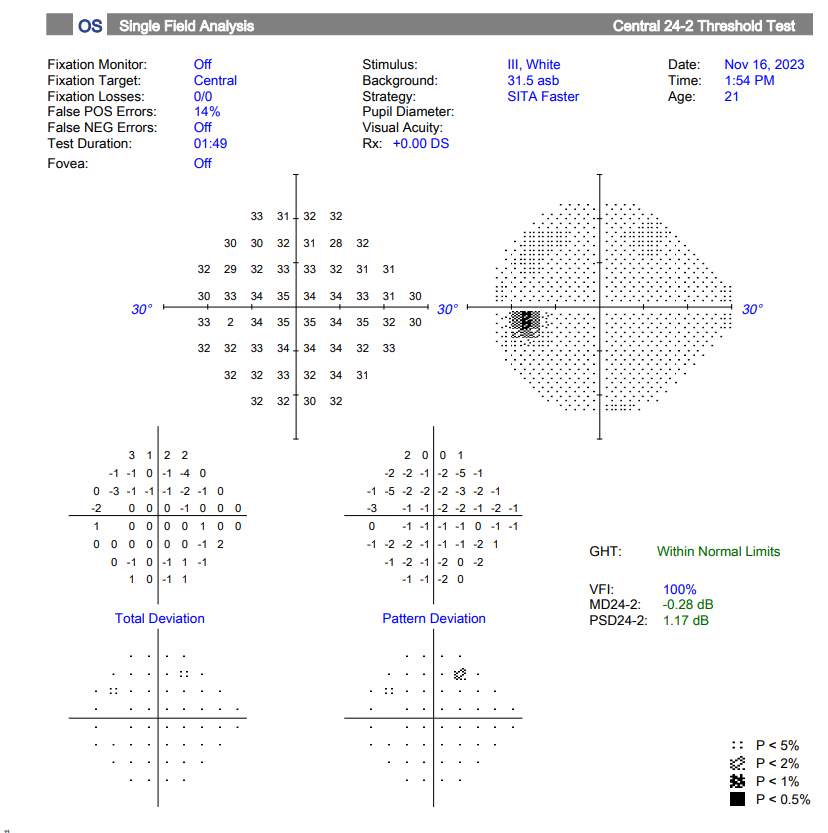 OS Single Field Analysis Central 24-2 Threshold Test
Fixation Monitor: Off Stimulus: III, White Date: Nov 16, 2023
Fixation Target: Central Background: 31.5 asb Time: 1:54 PM
Fixation Losses: 0/0 Strategy: SITA Faster Age: 21
False POS Errors: 14% Pupil Diameter:
False NEG Errors: Off Visual Acuity:
Test Duration: 01:49 Rx: +0.00 DS
Fovea: Off
33 31 32 32
30 30 32 31 28 32
32 29 32 33 33 32 31 31
30 33 34 35 34 34 33 31 30
30° 30° 30°
33 2 34 35 35 34 35 32 30
32 32 33 34 34 34 32 33
32 32 33 32 34 31
32 32 30 32
3 1 2 2
-1 -1 0 -1 -4 0
0 -3 -1 -1 -1 -2 -1 0
-2 0 0 0 0 -1 0 0 0
1 0 0 0 0 0 1 0 0
0 0 0 0 0 0 -1 2
0 -1 0 -1 1 -1
1 0 -1 1
Total Deviation
2 0 0 1
-2 -2 -1 -2 -5 -1
-1 -5 -2 -2 -2 -3 -2 -1
-3 -1 -1 -2 -2 -1 -2 -1
0 -1 -1 -1 -1 -1 0 -1 -1
-1 -2 -2 -1 -1 -1 -2 1
-1 -2 -1 -2 0 -2
-1 -1 -2 0
Pattern Deviation
GHT: Within Normal Limits
VFI: 100%
MD24-2: -0.28 dB
PSD24-2: 1.17 dB
P < 5%
P < 2%
P < 1%
P < 0.5%